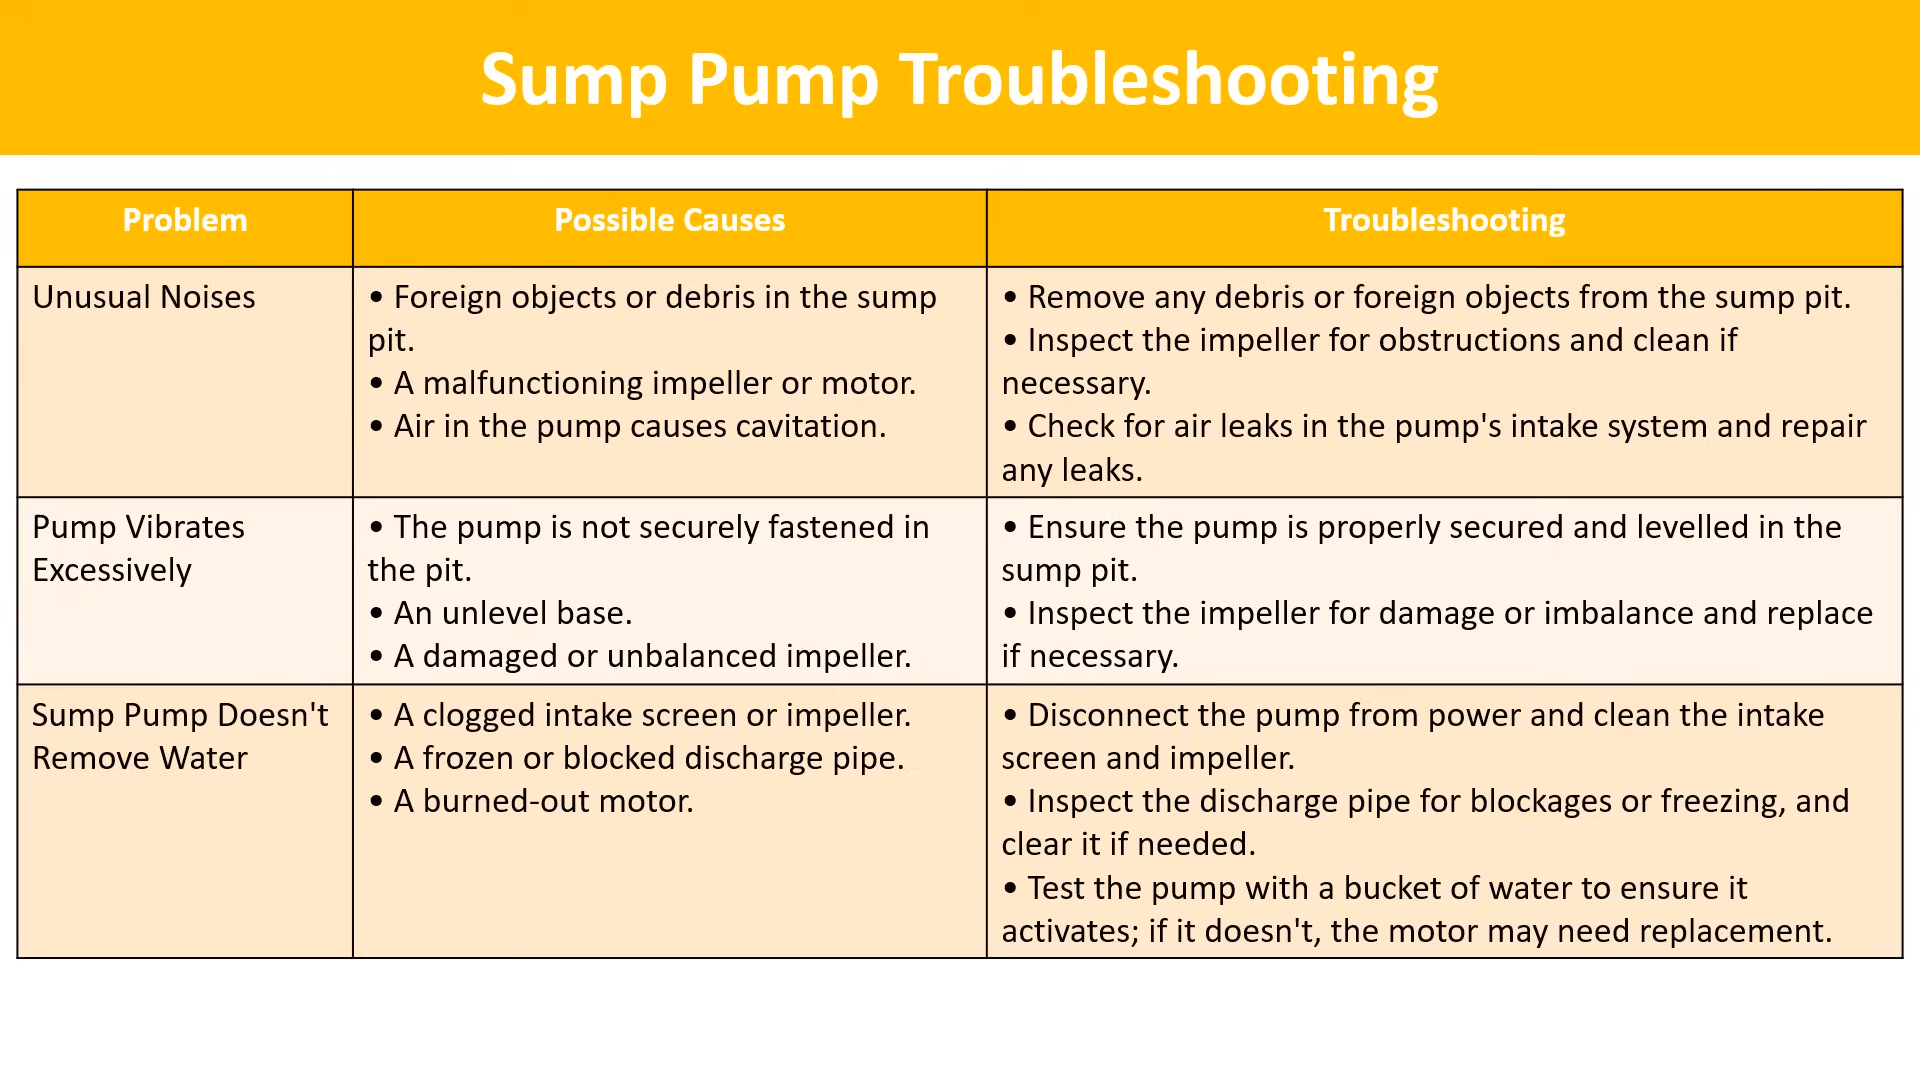 Sump Pump Troubleshooting
Problem
Possible Causes
Troubleshooting
Unusual Noises
• Foreign objects or debris in the sump
pit.
• A malfunctioning impeller or motor.
• Air in the pump causes cavitation.
• Remove any debris or foreign objects from the sump pit.
• Inspect the impeller for obstructions and clean if
necessary.
• Check for air leaks in the pump's intake system and repair
any leaks.
Pump Vibrates
Excessively
• The pump is not securely fastened in
the pit.
• An unlevel base.
• A damaged or unbalanced impeller.
• Ensure the pump is properly secured and levelled in the
sump pit.
• Inspect the impeller for damage or imbalance and replace
if necessary.
Sump Pump Doesn't
Remove Water
• A clogged intake screen or impeller.
• A frozen or blocked discharge pipe.
• A burned-out motor.
• Disconnect the pump from power and clean the intake
screen and impeller.
• Inspect the discharge pipe for blockages or freezing, and
clear it if needed.
• Test the pump with a bucket of water to ensure it
activates; if it doesn't, the motor may need replacement.